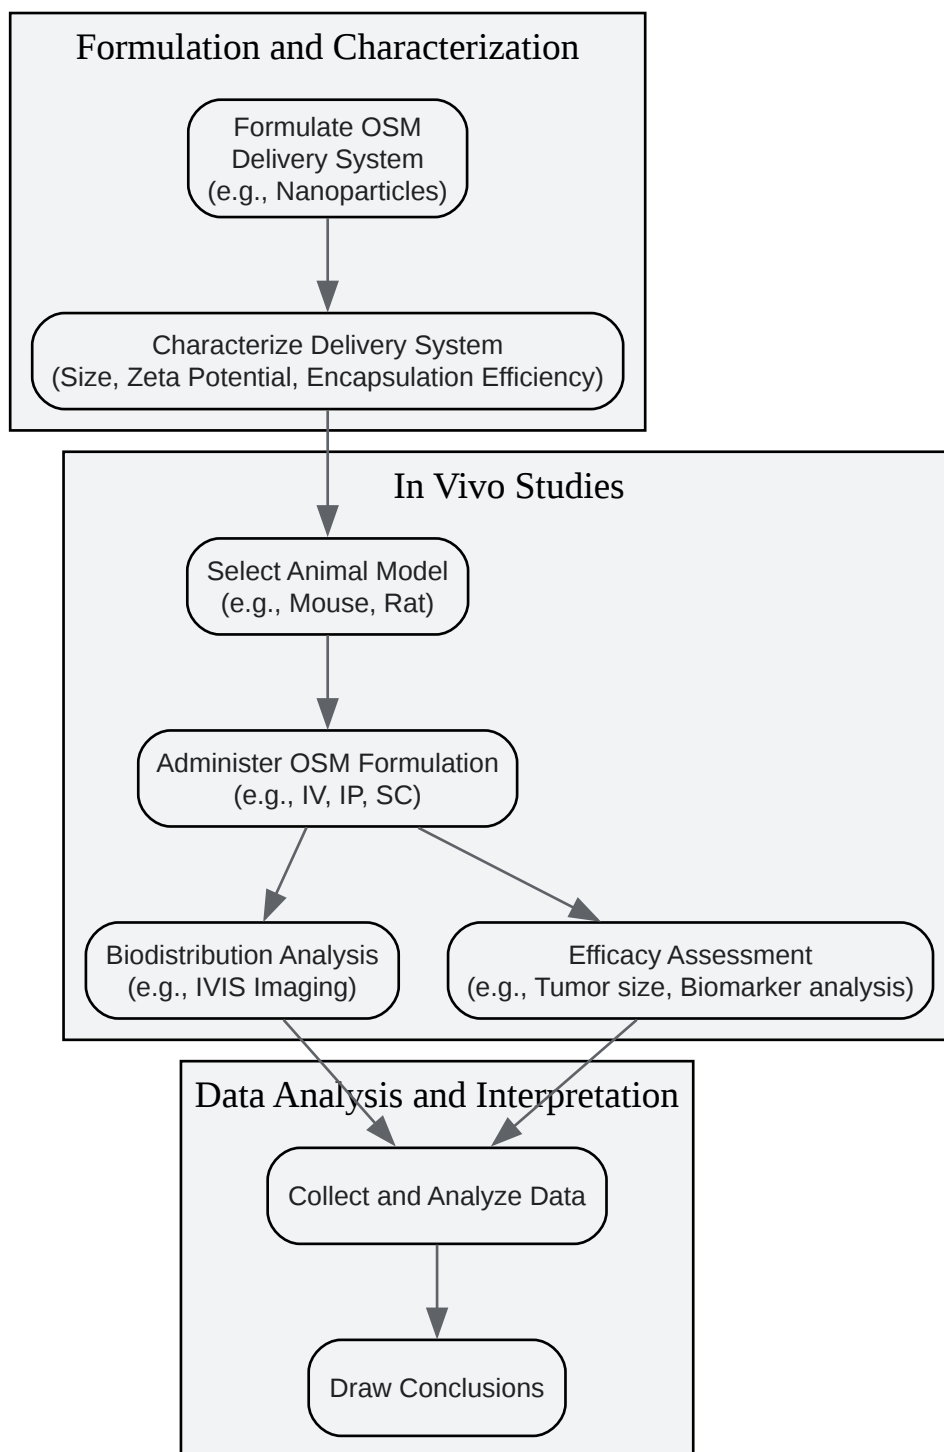 Formulation and Characterization
Formulate OSM
Delivery System
(e.g., Nanoparticles)
Characterize Delivery System
(Size, Zeta Potential, Encapsulation Efficiency)
In Vivo Studies
Select Animal Model
(e.g., Mouse, Rat)
Administer OSM Formulation
(e.g., IV, IP, SC)
Biodistribution Analysis
(e.g., IVIS Imaging)
Efficacy Assessment
(e.g., Tumor size, Biomarker analysis)
Data Analysis and Interpretation
Collect and Analyze Data
Draw Conclusions